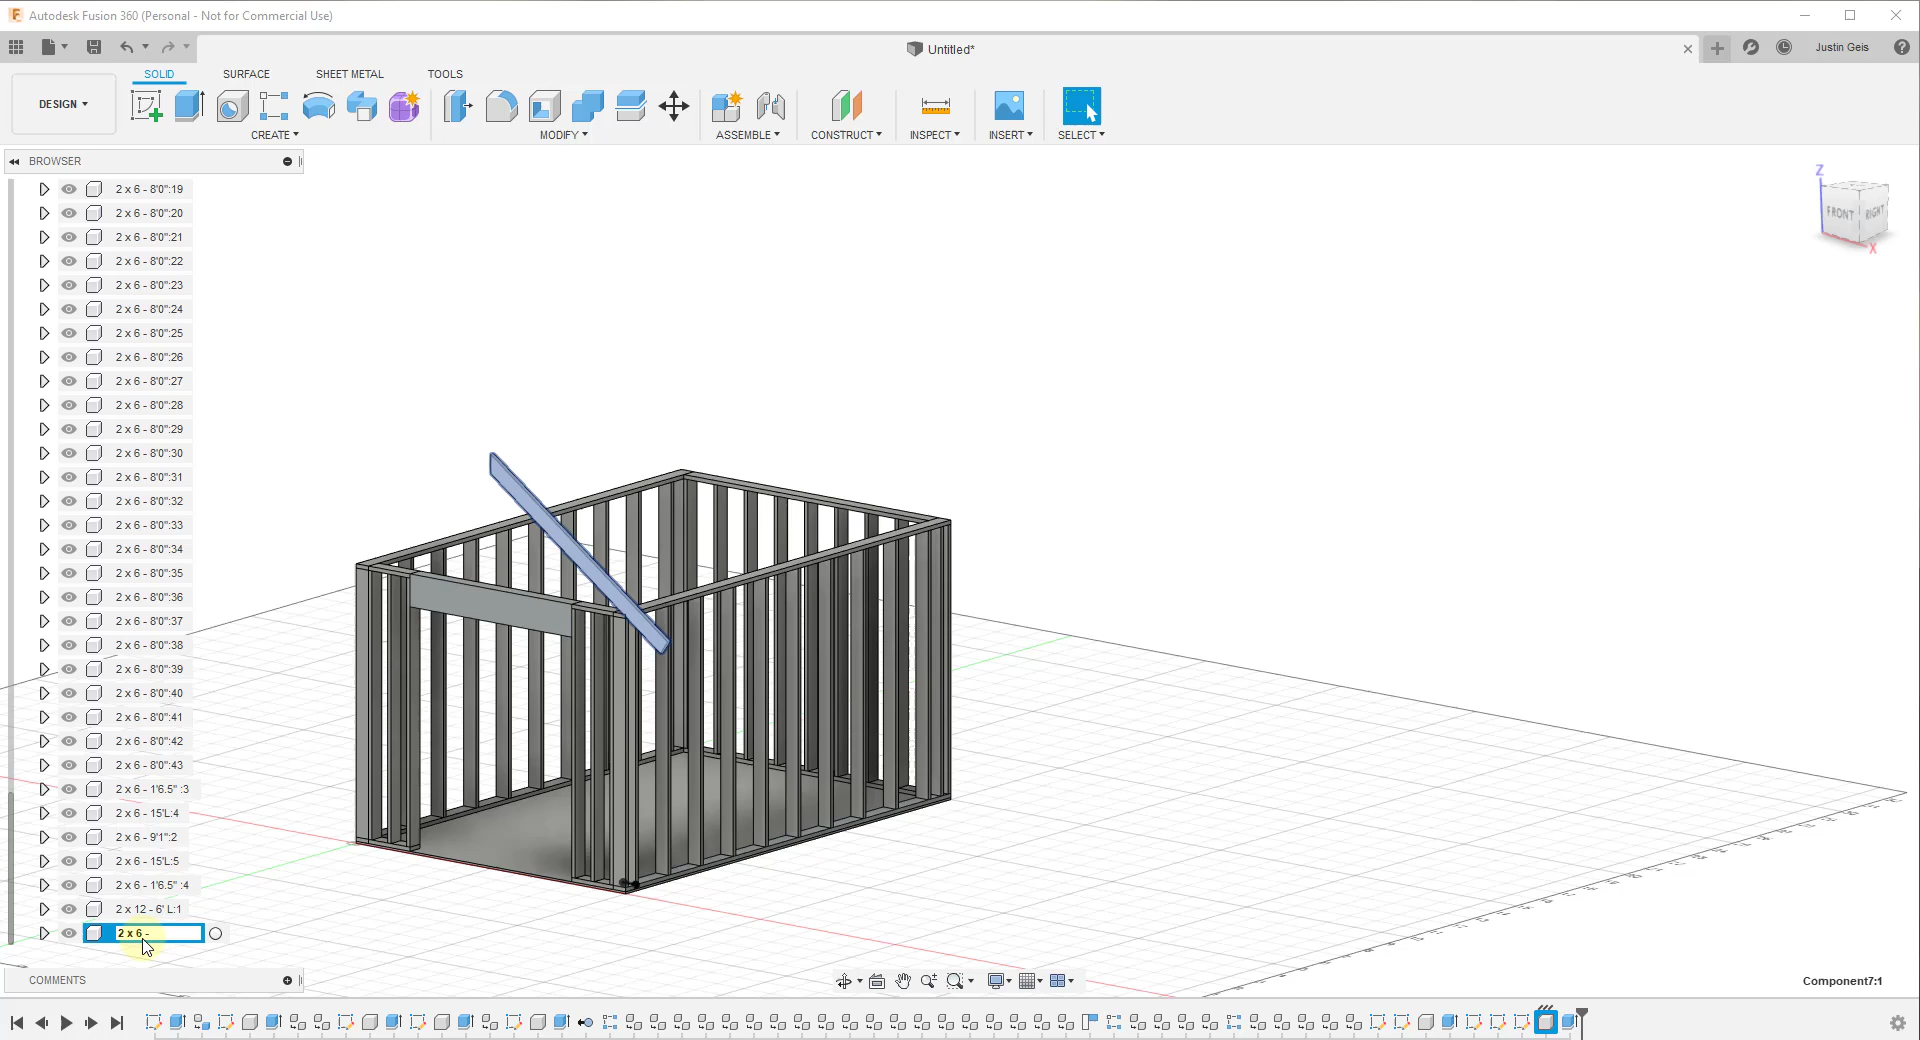 Autodesk Fusion 360 (Personal - Not for Commercial Use)
Untitled*
Justin Geis
SOLID SURFACE SHEET METAL TOOLS
DESIGN
CREATE MODIFY ASSEMBLE CONSTRUCT INSPECT INSERT SELECT
BROWSER
Z
FRONT RIGHT
X
2 x 6 - 8'0":19
2 x 6 - 8'0":20
2 x 6 - 8'0":21
2 x 6 - 8'0":22
2 x 6 - 8'0":23
2 x 6 - 8'0":24
2 x 6 - 8'0":25
2 x 6 - 8'0":26
2 x 6 - 8'0":27
2 x 6 - 8'0":28
2 x 6 - 8'0":29
2 x 6 - 8'0":30
2 x 6 - 8'0":31
2 x 6 - 8'0":32
2 x 6 - 8'0":33
2 x 6 - 8'0":34
2 x 6 - 8'0":35
2 x 6 - 8'0":36
2 x 6 - 8'0":37
2 x 6 - 8'0":38
2 x 6 - 8'0":39
2 x 6 - 8'0":40
2 x 6 - 8'0":41
2 x 6 - 8'0":42
2 x 6 - 8'0":43
2 x 6 - 1'6.5" :3
2 x 6 - 15'L:4
2 x 6 - 9'1":2
2 x 6 - 15'L:5
2 x 6 - 1'6.5" :4
2 x 12 - 6' L:1
2 x 6 -
COMMENTS
Component7:1